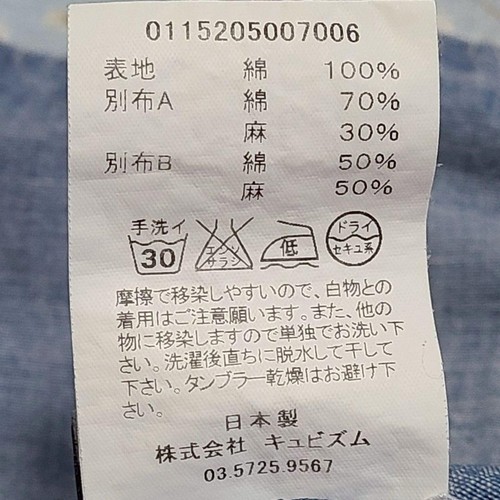 0115205007006
表地 綿 100%
別布A 綿 70%
麻 30%
別布B 綿 50%
麻 50%
手洗イ 30 エンソ サラシ 低 ドライ セキユ系
摩擦で移染しやすいので、白物との
着用はご注意願います。また、他の
物に移染しますので単独でお洗い下
さい。洗濯後直ちに脱水して干して
下さい。タンブラー乾燥はお避け下
さい。
日本製
株式会社 キュビズム
03.5725.9567